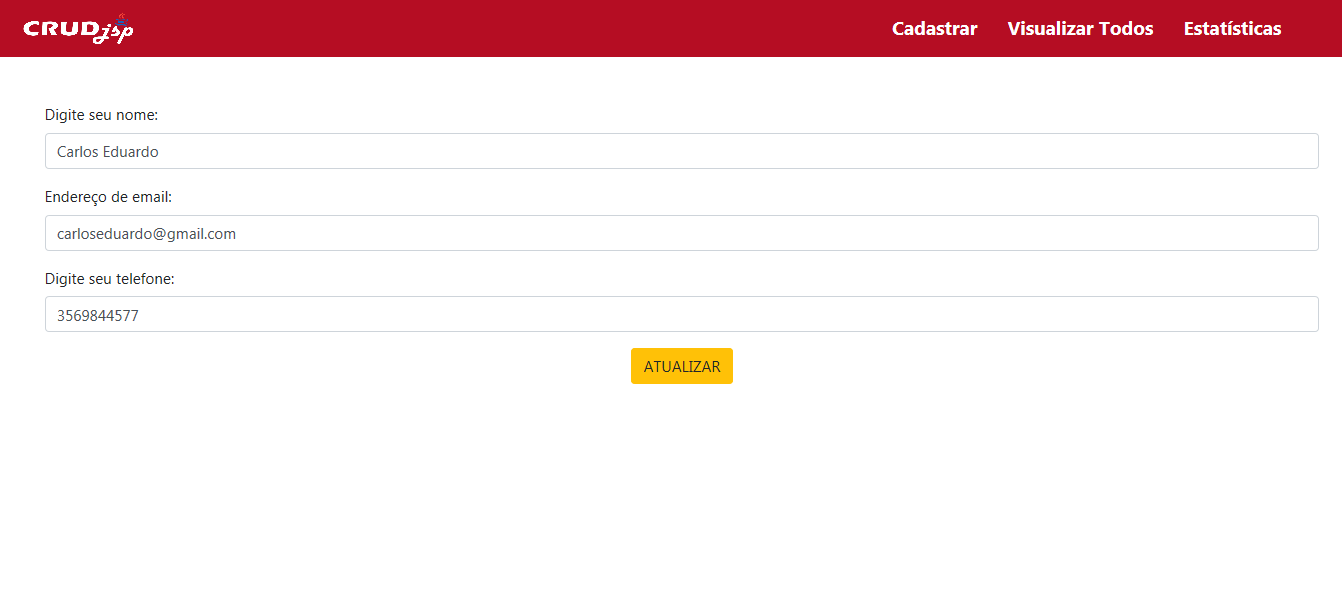 CRUDjsp
Cadastrar Visualizar Todos Estatísticas
Digite seu nome:
Carlos Eduardo
Endereço de email:
carloseduardo@gmail.com
Digite seu telefone:
3569844577
ATUALIZAR